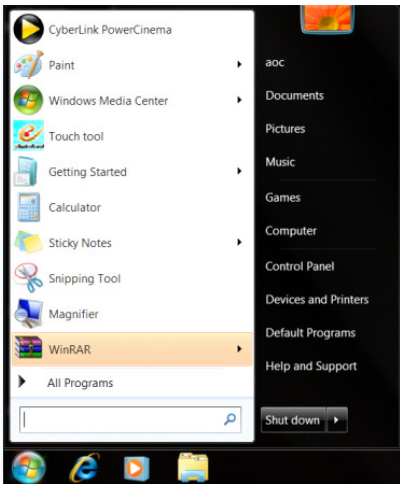 CyberLink PowerCinema
Paint
Windows Media Center
Touch tool
Getting Started
Calculator
Sticky Notes
Snipping Tool
Magnifier
WinRAR
All Programs
aoc
Documents
Pictures
Music
Games
Computer
Control Panel
Devices and Printers
Default Programs
Help and Support
Shut down